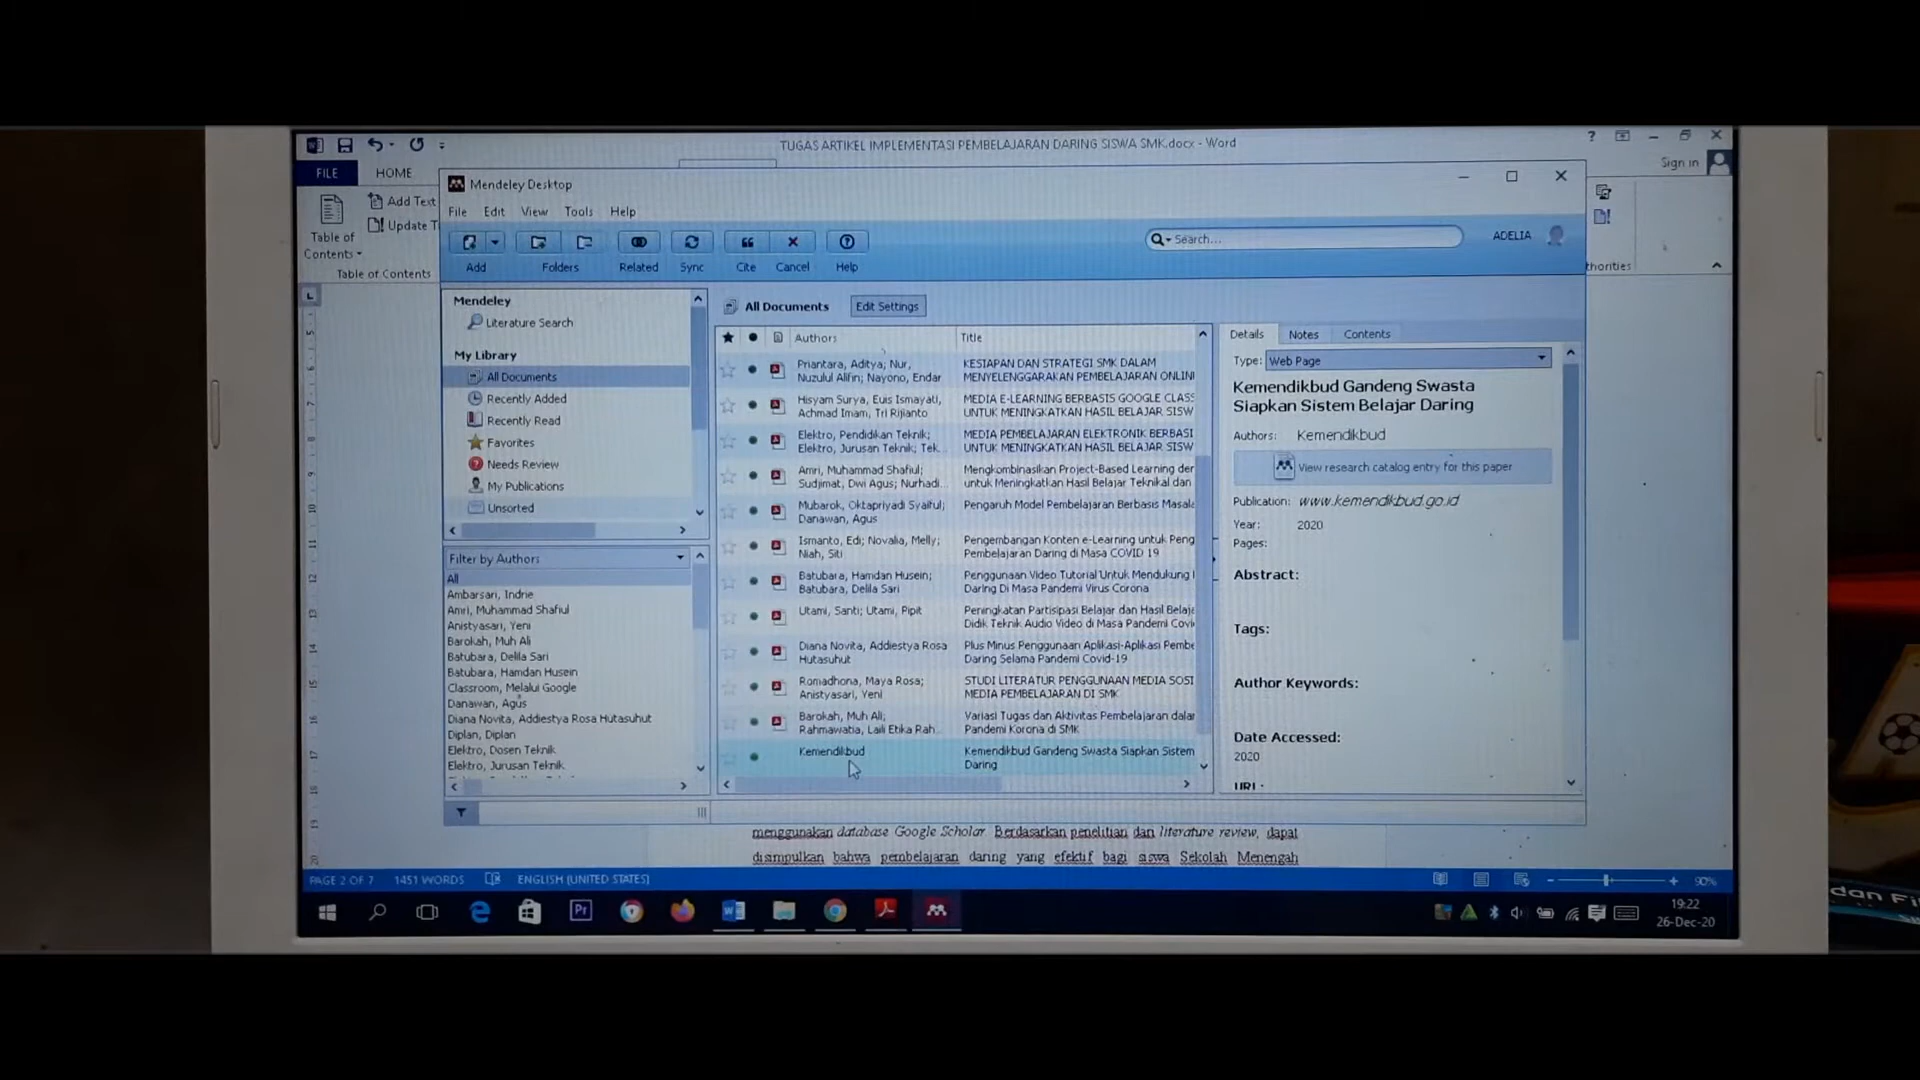 TUGAS ARTIKEL IMPLEMENTASI PEMBELAJARAN DARING SISWA SMK.docx - Word
?
Sign in
FILE
HOME
Add Text
Update T
Table of
Contents
Table of Contents
thorities
Mendeley Desktop
File Edit View Tools Help
Search...
ADELIA
Add
Folders
Related
Sync
Cite
Cancel
Help
Mendeley
Literature Search
My Library
All Documents
Recently Added
Recently Read
Favorites
Needs Review
My Publications
Unsorted
Filter by Authors
All
Ambarsari, Indrie
Amri, Muhammad Shafiul
Anistyasari, Yeni
Barokah, Muh Ali
Batubara, Delila Sari
Batubara, Hamdan Husein
Classroom, Melalui Google
Danawan, Agus
Diana Novita, Addiestya Rosa Hutasuhut
Diplan, Diplan
Elektro, Dosen Teknik
Elektro, Jurusan Teknik
All Documents
Edit Settings
Authors
Title
Priantara, Aditya; Nur,
Nuzulul Alifin; Nayono, Endar
KESIAPAN DAN STRATEGI SMK DALAM
MENYELENGGARAKAN PEMBELAJARAN ONLIN
Hisyam Surya, Euis Ismayati,
Achmad Imam, Tri Rijianto
MEDIA E-LEARNING BERBASIS GOOGLE CLASS
UNTUK MENINGKATKAN HASIL BELAJAR SISW
Elektro, Pendidikan Teknik;
Elektro, Jurusan Teknik; Tek...
MEDIA PEMBELAJARAN ELEKTRONIK BERBASI
UNTUK MENINGKATKAN HASIL BELAJAR SIS
Amri, Muhammad Shafiul;
Sudjimat, Dwi Agus; Nurhadi...
Mengkombinasikan Project-Based Learning der
untuk Meningkatkan Hasil Belajar Teknikal dan
Mubarok, Oktapriyadi Syaiful;
Danawan, Agus
Pengaruh Model Pembelajaran Berbasis Masala
Ismanto, Edi; Novalia, Melly;
Niah, Siti
Pengembangan Konten e-Learning untuk Peng
Pembelajaran Daring di Masa COVID 19
Batubara, Hamdan Husein;
Batubara, Delila Sari
Penggunaan Video Tutorial Untuk Mendukung
Daring Di Masa Pandemi Virus Corona
Utami, Santi; Utami, Pipit
Peningkatan Partisipasi Belajar dan Hasil Belaja
Didik Teknik Audio Video di Masa Pandemi Covi
Diana Novita, Addiestya Rosa
Hutasuhut
Plus Minus Penggunaan Aplikasi-Aplikasi Pembe
Daring Selama Pandemi Covid-19
Romadhona, Maya Rosa;
Anistyasari, Yeni
STUDI LITERATUR PENGGUNAAN MEDIA SOSI
MEDIA PEMBELAJARAN DI SMK
Barokah, Muh Ali;
Rahmawatia, Laili Etika Rah...
Variasi Tugas dan Aktivitas Pembelajaran dalar
Pandemi Korona di SMK
Kemendikbud
Kemendikbud Gandeng Swasta Siapkan Sistem
Daring
Details
Notes
Contents
Type: Web Page
Kemendikbud Gandeng Swasta
Siapkan Sistem Belajar Daring
Authors: Kemendikbud
View research catalog entry for this paper
Publication: www.kemendikbud.go.id
Year: 2020
Pages:
Abstract:
Tags:
Author Keywords:
Date Accessed:
2020
URL:
menggunakan database Google Scholar. Berdasarkan penelitian dan literature review, dapat
disimpulkan bahwa pembelajaran daring yang efektif bagi siswa Sekolah Menengah
PAGE 2 OF 7
1451 WORDS
ENGLISH (UNITED STATES)
90%
19:22
26-Dec-20
dan Fi